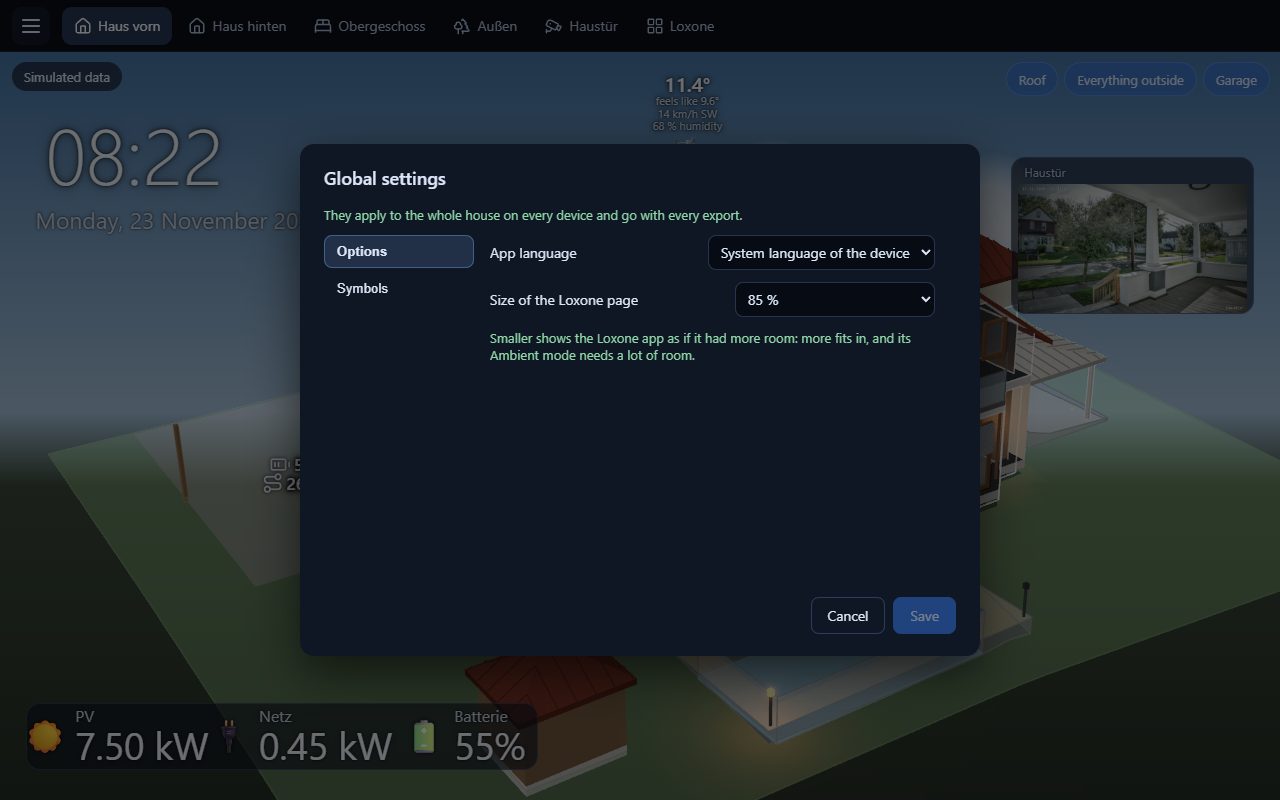 Haus vorn
Haus hinten
Obergeschoss
Außen
Haustür
Loxone
Simulated data
11.4°
feels like 9.6°
14 km/h SW
68 % humidity
Roof
Everything outside
Garage
08:22
Monday, 23 November 20
Haustür
Global settings
They apply to the whole house on every device and go with every export.
Options
Symbols
App language
System language of the device
Size of the Loxone page
85 %
Smaller shows the Loxone app as if it had more room: more fits in, and its
Ambient mode needs a lot of room.
Cancel
Save
PV
7.50 kW
Netz
0.45 kW
Batterie
55%